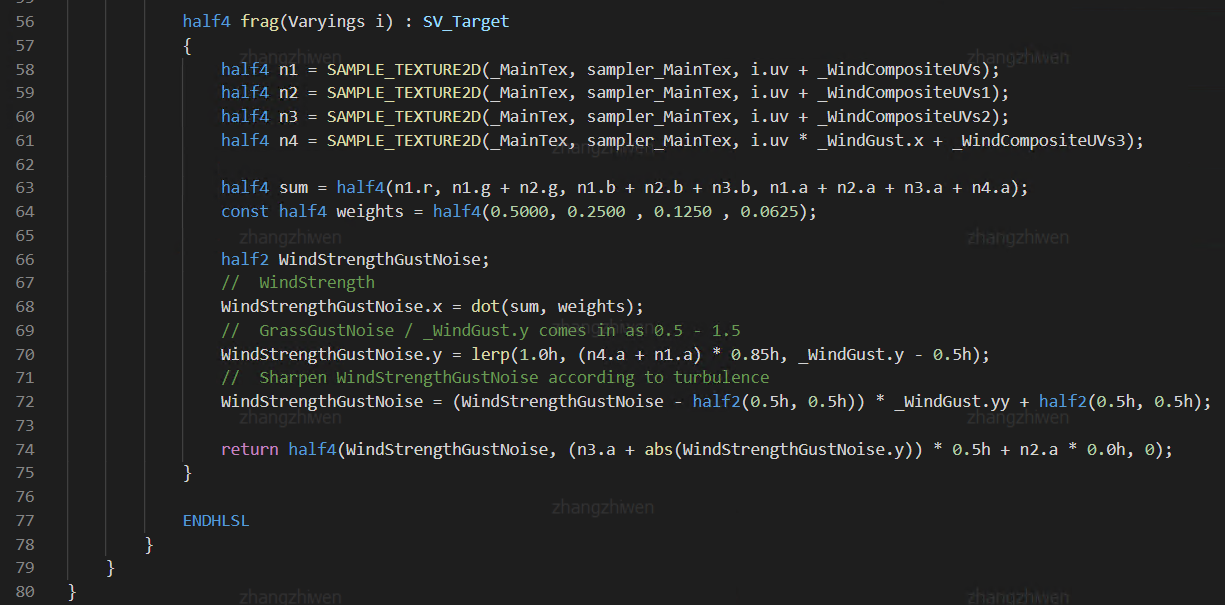 56 half4 frag(Varyings i) : SV_Target
57 {
58 half4 n1 = SAMPLE_TEXTURE2D(_MainTex, sampler_MainTex, i.uv + _WindCompositeUVs);
59 half4 n2 = SAMPLE_TEXTURE2D(_MainTex, sampler_MainTex, i.uv + _WindCompositeUVs1);
60 half4 n3 = SAMPLE_TEXTURE2D(_MainTex, sampler_MainTex, i.uv + _WindCompositeUVs2);
61 half4 n4 = SAMPLE_TEXTURE2D(_MainTex, sampler_MainTex, i.uv * _WindGust.x + _WindCompositeUVs3);
62
63 half4 sum = half4(n1.r, n1.g + n2.g, n1.b + n2.b + n3.b, n1.a + n2.a + n3.a + n4.a);
64 const half4 weights = half4(0.5000, 0.2500 , 0.1250 , 0.0625);
65
66 half2 WindStrengthGustNoise;
67 //  WindStrength
68 WindStrengthGustNoise.x = dot(sum, weights);
69 //  GrassGustNoise / _WindGust.y comes in as 0.5 - 1.5
70 WindStrengthGustNoise.y = lerp(1.0h, (n4.a + n1.a) * 0.85h, _WindGust.y - 0.5h);
71 //  Sharpen WindStrengthGustNoise according to turbulence
72 WindStrengthGustNoise = (WindStrengthGustNoise - half2(0.5h, 0.5h)) * _WindGust.yy + half2(0.5h, 0.5h);
73
74 return half4(WindStrengthGustNoise, (n3.a + abs(WindStrengthGustNoise.y)) * 0.5h + n2.a * 0.0h, 0);
75 }
76
77 ENDHLSL
78 }
79 }
80 }
zhangzhiwen
zhangzhiwen
zhangzhiwen
zhangzhiwen
zhangzhiwen
zhangzhiwen
zhangzhiwen
zhangzhiwen
zhangzhiwen
zhangzhiwen
zhangzhiwen